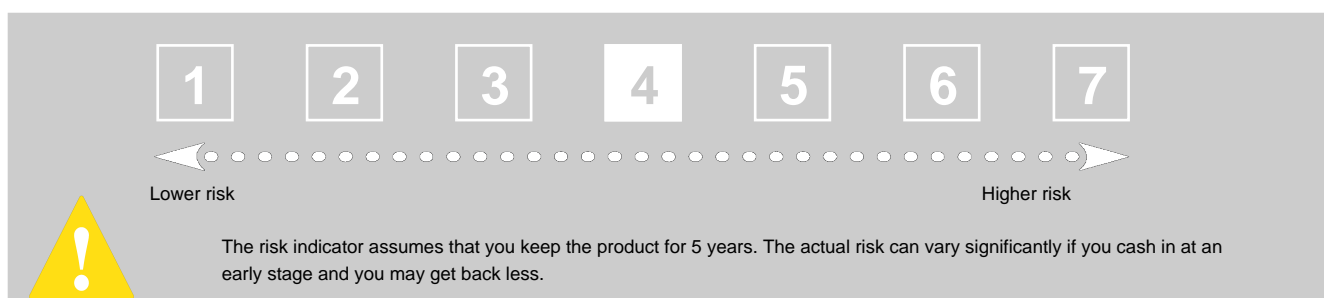 1 2 3 4 5 6 7
Lower risk Higher risk
The risk indicator assumes that you keep the product for 5 years. The actual risk can vary significantly if you cash in at an
early stage and you may get back less.
!